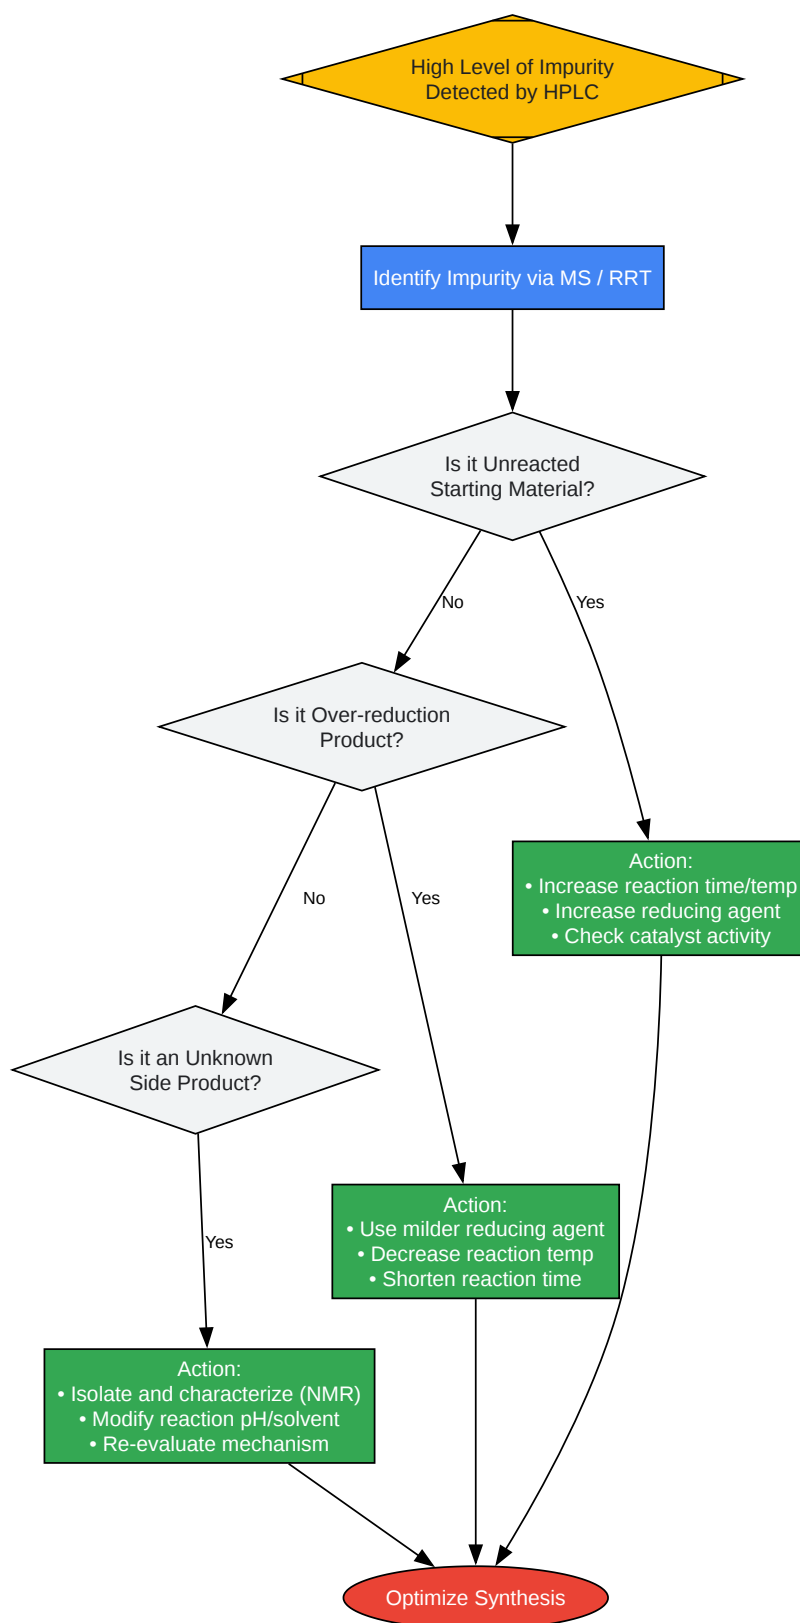 High Level of Impurity
Detected by HPLC
Identify Impurity via MS / RRT
Is it Unreacted
Starting Material?
No
Yes
Is it Over-reduction
Product?
Action:
• Increase reaction time/temp
• Increase reducing agent
• Check catalyst activity
No
Yes
Is it an Unknown
Side Product?
Action:
• Use milder reducing agent
• Decrease reaction temp
• Shorten reaction time
Yes
Action:
• Isolate and characterize (NMR)
• Modify reaction pH/solvent
• Re-evaluate mechanism
Optimize Synthesis